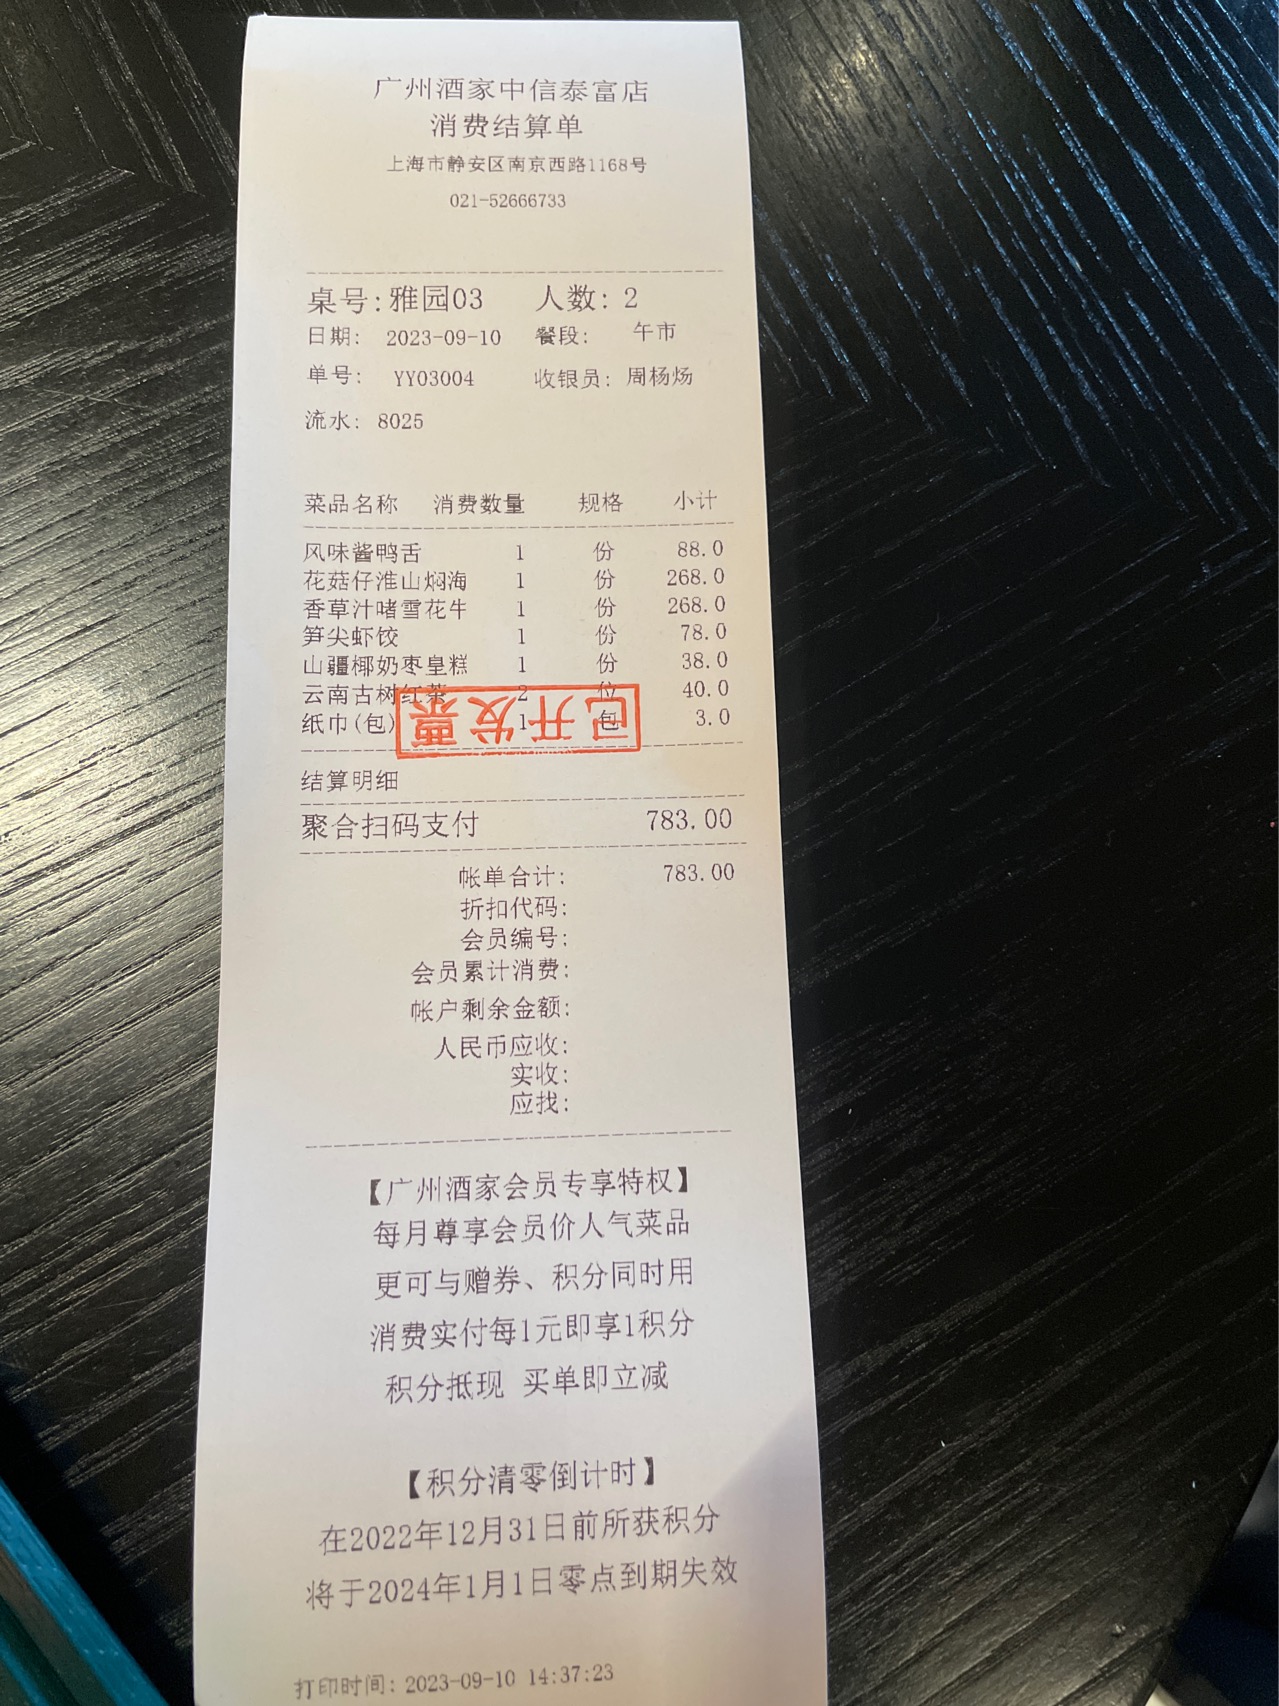 广州酒家中信泰富店
消费结算单
上海市静安区南京西路1168号
021-52666733
桌号:雅园03 人数: 2
日期: 2023-09-10 餐段: 午市
单号: YY03004 收银员: 周杨炀
流水: 8025
菜品名称 消费数量 规格 小计
风味酱鸭舌 1 份 88.0
花菇仔淮山焖海 1 份 268.0
香草汁啫雪花牛 1 份 268.0
笋尖虾饺 1 份 78.0
山疆椰奶枣皇糕 1 份 38.0
云南古树红茶 2 位 40.0
纸巾(包) 1 包 3.0
已开发票
结算明细
聚合扫码支付 783.00
帐单合计: 783.00
折扣代码:
会员编号:
会员累计消费:
帐户剩余金额:
人民币应收:
实收:
应找:
【广州酒家会员专享特权】
每月尊享会员价人气菜品
更可与赠券、积分同时用
消费实付每1元即享1积分
积分抵现 买单即立减
【积分清零倒计时】
在2022年12月31日前所获积分
将于2024年1月1日零点到期失效
打印时间: 2023-09-10 14:37:23